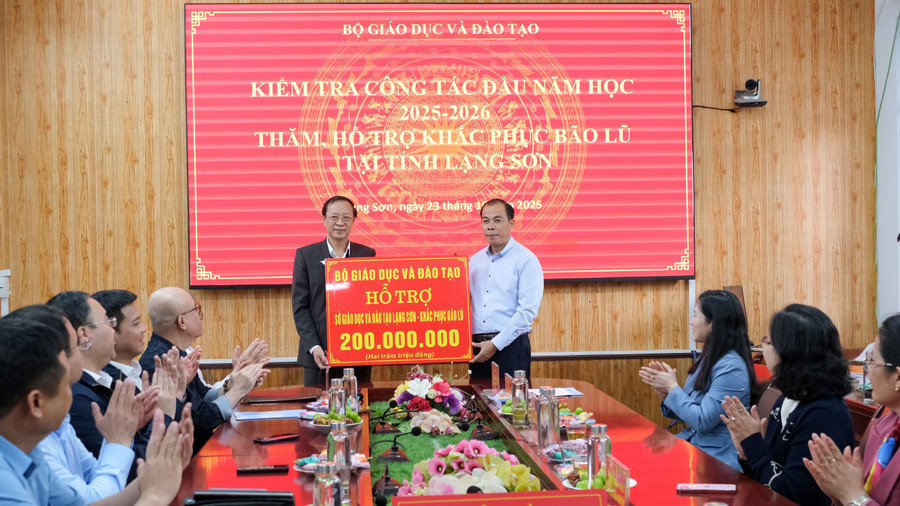 BỘ GIÁO DỤC VÀ ĐÀO TẠO
KIỂM TRA CÔNG TÁC ĐẦU NĂM HỌC
2025-2026
THĂM, HỖ TRỢ KHẮC PHỤC BÃO LŨ
TẠI TỈNH LẠNG SƠN
Sơn, ngày 23 tháng 2025
BỘ GIÁO DỤC VÀ ĐÀO TẠO
HỖ TRỢ
SỞ GIÁO DỤC VÀ ĐÀO TẠO LẠNG SƠN - KHẮC PHỤC BÃO LŨ
200.000.000
(Hai trăm triệu đồng)